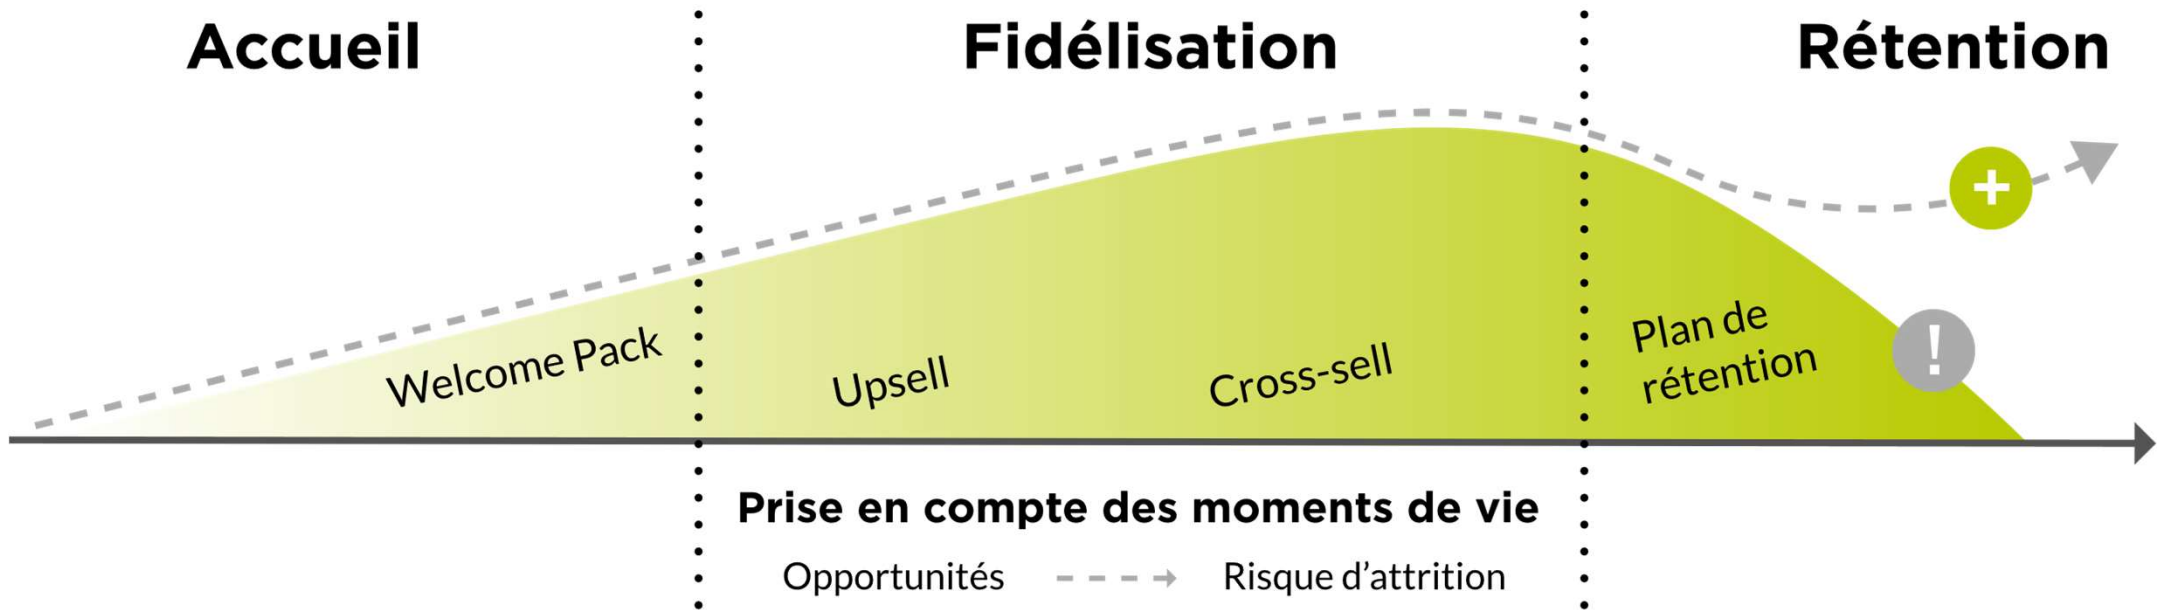 Accueil
Fidélisation
Rétention
+
!
Welcome Pack
Upsell
Cross-sell
Plan de
rétention
Prise en compte des moments de vie
Opportunités
Risque d’attrition